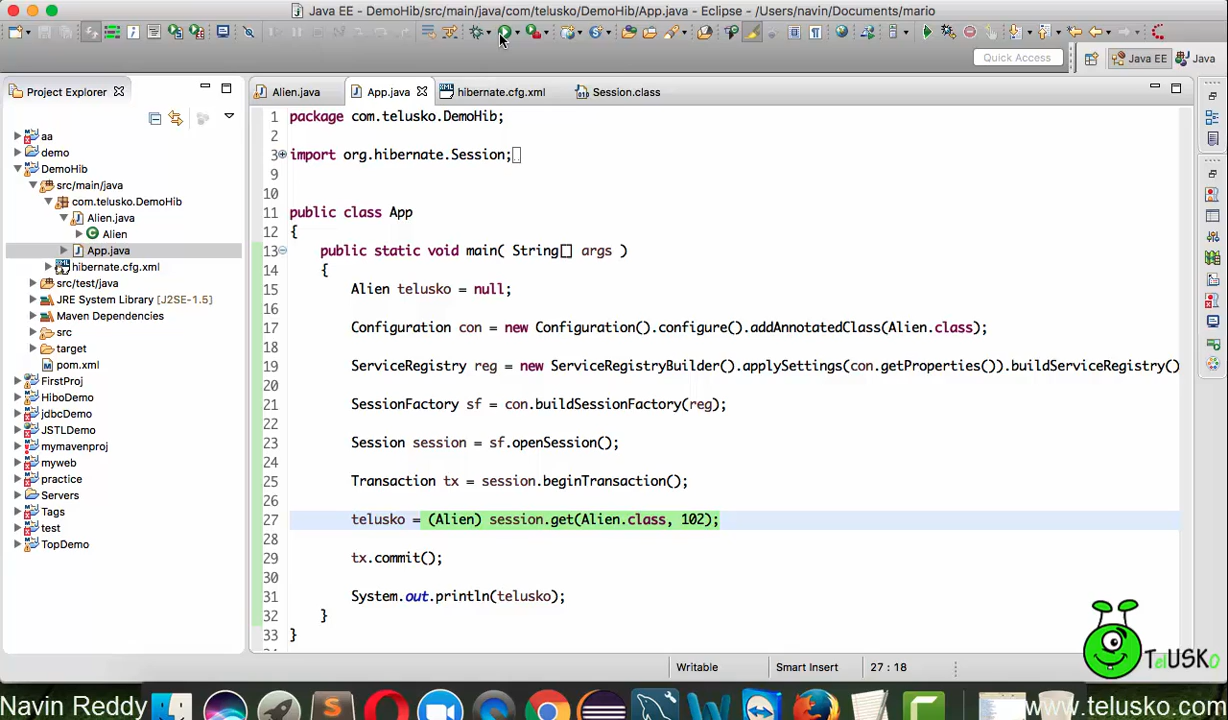 Java EE - DemoHib/src/main/java/com/telusko/DemoHib/App.java - Eclipse - /Users/navin/Documents/mario
Quick Access
Java EE
Java
Project Explorer
Alien.java
App.java
hibernate.cfg.xml
Session.class
aa
demo
DemoHib
src/main/java
com.telusko.DemoHib
Alien.java
Alien
App.java
hibernate.cfg.xml
src/test/java
JRE System Library [J2SE-1.5]
Maven Dependencies
src
target
pom.xml
FirstProj
HiboDemo
jdbcDemo
JSTLDemo
mymavenproj
myweb
practice
Servers
Tags
test
TopDemo
1 package com.telusko.DemoHib;
2
3 import org.hibernate.Session;
9
10
11 public class App
12 {
13 public static void main( String[] args )
14 {
15 Alien telusko = null;
16
17 Configuration con = new Configuration().configure().addAnnotatedClass(Alien.class);
18
19 ServiceRegistry reg = new ServiceRegistryBuilder().applySettings(con.getProperties()).buildServiceRegistry()
20
21 SessionFactory sf = con.buildSessionFactory(reg);
22
23 Session session = sf.openSession();
24
25 Transaction tx = session.beginTransaction();
26
27 telusko = (Alien) session.get(Alien.class, 102);
28
29 tx.commit();
30
31 System.out.println(telusko);
32 }
33 }
Writable
Smart Insert
27 : 18
TelUSKO
Navin Reddy
www.telusko.com